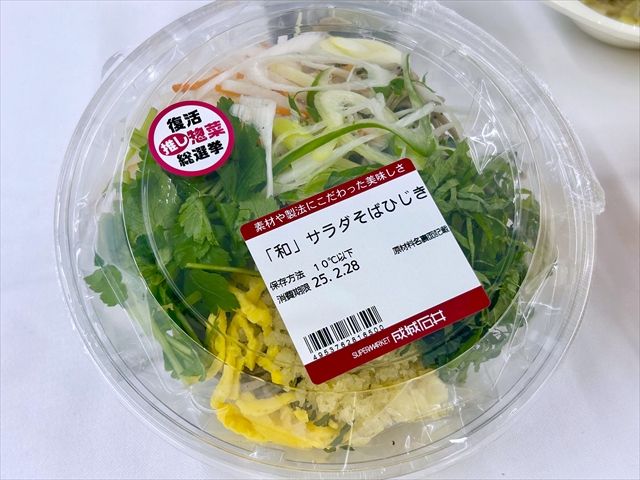 復活
推し惣菜
総選挙
素材や製法にこだわった美味しさ
「和」サラダそばひじき
保存方法 10℃以下
消費期限 25.2.28
原材料名裏面記載
4953762816500
SUPERMARKET 成城石井